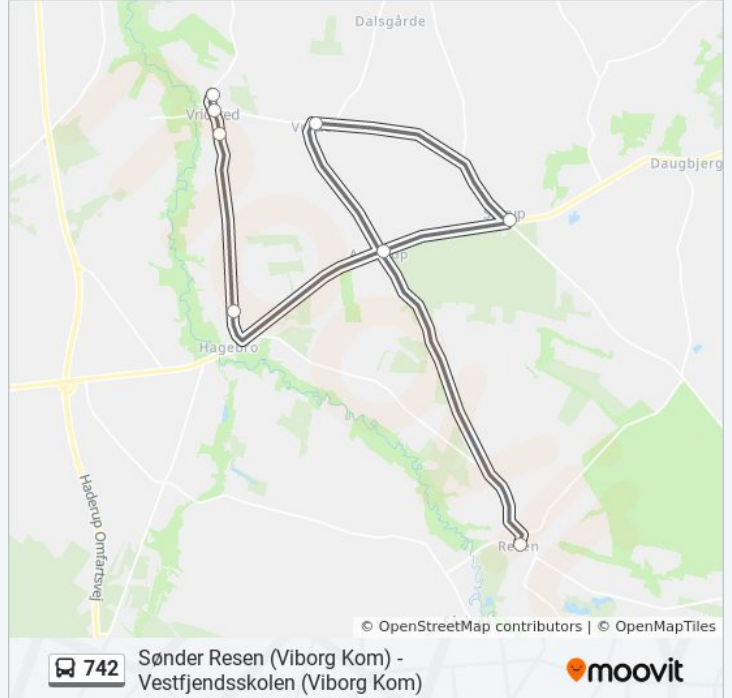 Dalsgårde
Daugbjerg
Hagebro
Haderup Omfartsvej
© OpenStreetMap contributors | © OpenMapTiles
742
Sønder Resen (Viborg Kom) -
Vestfjendsskolen (Viborg Kom)
moovit